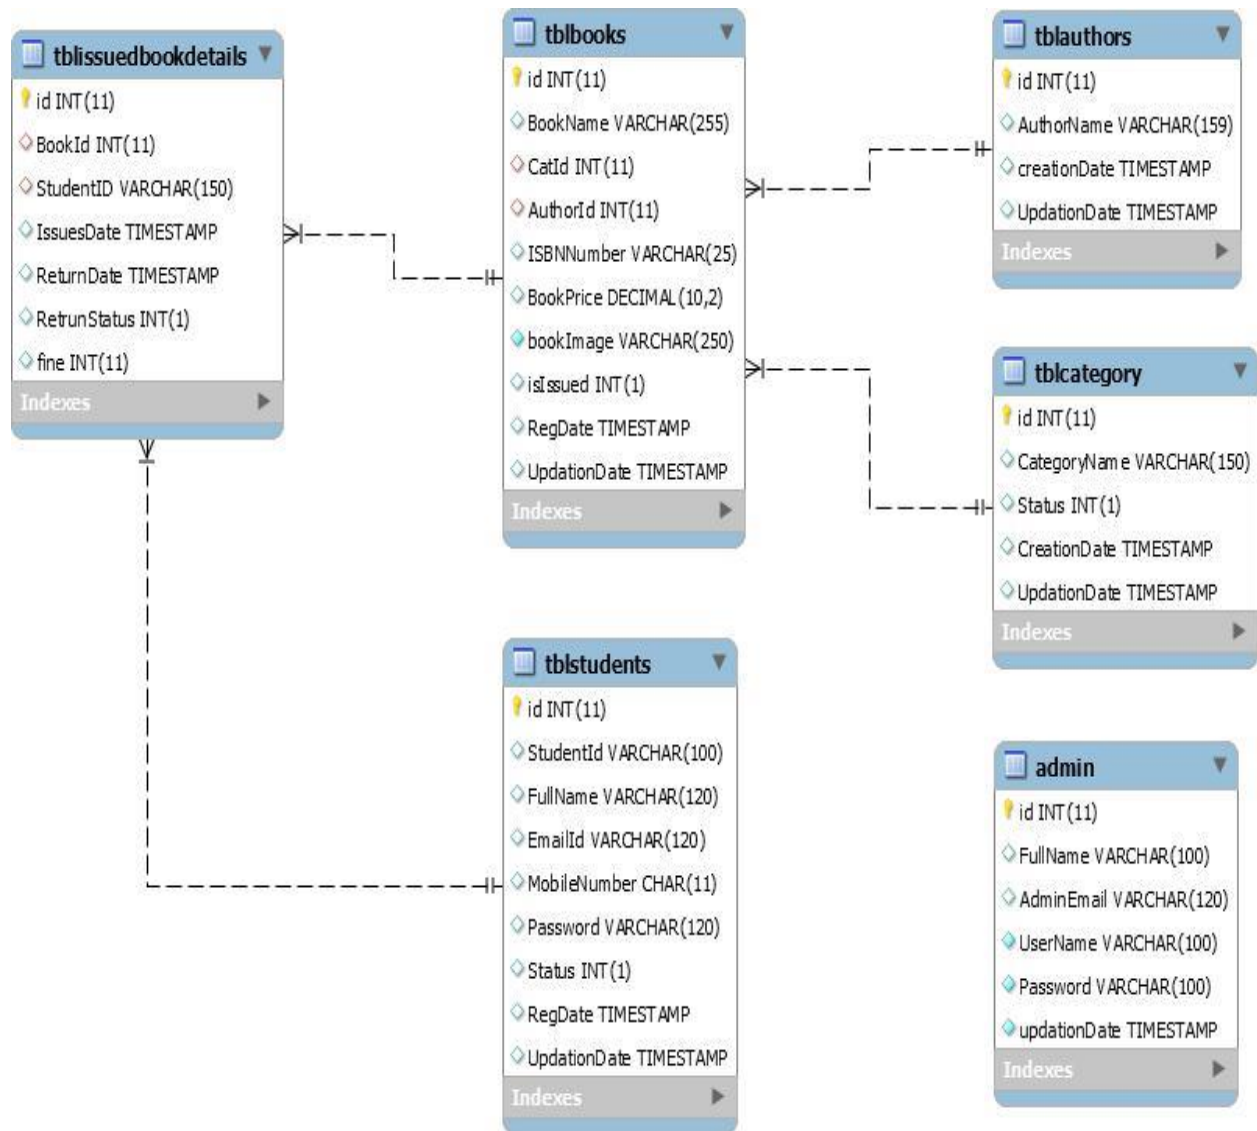 tblissuedbookdetails
id INT(11)
BookId INT(11)
StudentID VARCHAR(150)
IssuesDate TIMESTAMP
ReturnDate TIMESTAMP
RetrunStatus INT(1)
fine INT(11)
Indexes
tblbooks
id INT(11)
BookName VARCHAR(255)
CatId INT(11)
AuthorId INT(11)
ISBNNumber VARCHAR(25)
BookPrice DECIMAL(10,2)
bookImage VARCHAR(250)
isIssued INT(1)
RegDate TIMESTAMP
UpdationDate TIMESTAMP
Indexes
tblauthors
id INT(11)
AuthorName VARCHAR(159)
creationDate TIMESTAMP
UpdationDate TIMESTAMP
Indexes
tblcategory
id INT(11)
CategoryName VARCHAR(150)
Status INT(1)
CreationDate TIMESTAMP
UpdationDate TIMESTAMP
Indexes
tblstudents
id INT(11)
StudentId VARCHAR(100)
FullName VARCHAR(120)
EmailId VARCHAR(120)
MobileNumber CHAR(11)
Password VARCHAR(120)
Status INT(1)
RegDate TIMESTAMP
UpdationDate TIMESTAMP
Indexes
admin
id INT(11)
FullName VARCHAR(100)
AdminEmail VARCHAR(120)
UserName VARCHAR(100)
Password VARCHAR(100)
updationDate TIMESTAMP
Indexes